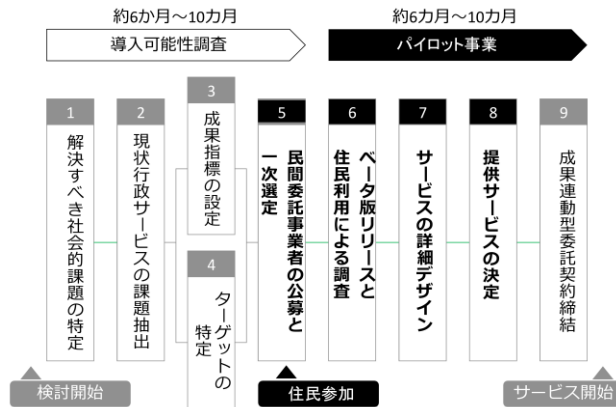 約6か月～10カ月
導入可能性調査
約6カ月～10カ月
パイロット事業
1
解決すべき社会的課題の特定
2
現状行政サービスの課題抽出
3
成果指標の設定
4
ターゲットの
特定
5
民間委託事業者の公募と
一次選定
6
ベータ版リリースと
住民利用による調査
7
サービスの詳細デザイン
8
提供サービスの決定
9
成果連動型委託契約締結
検討開始
住民参加
サービス開始